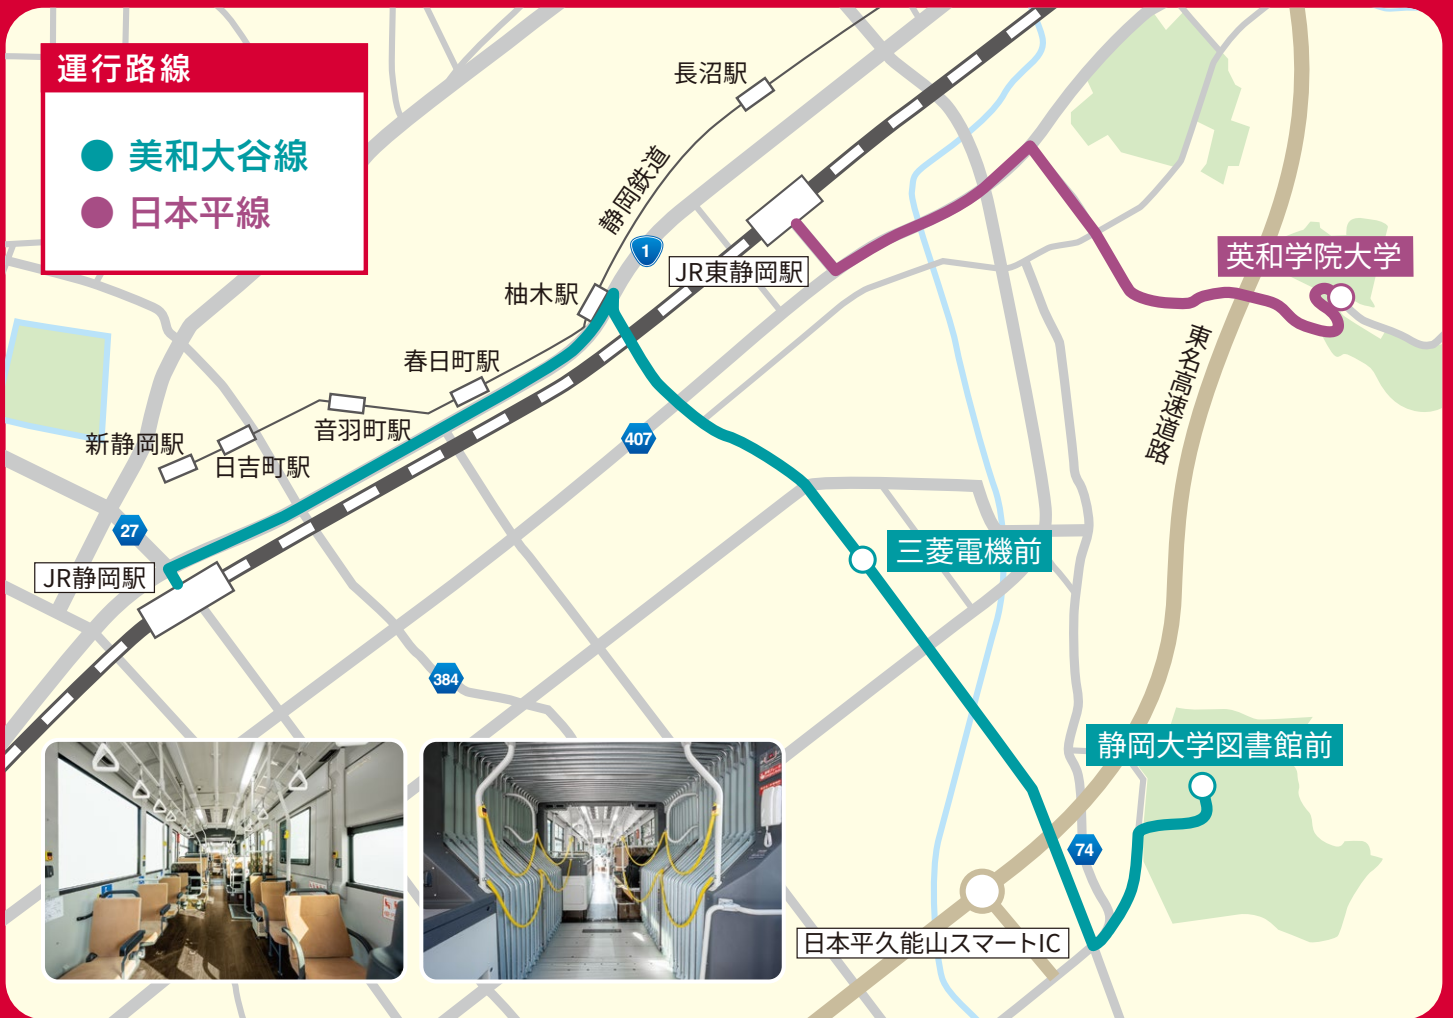 運行路線
美和大谷線
日本平線
長沼駅
静岡鉄道
1
JR東静岡駅
柚木駅
春日町駅
音羽町駅
日吉町駅
新静岡駅
27
JR静岡駅
407
384
英和学院大学
東名高速道路
三菱電機前
静岡大学図書館前
74
日本平久能山スマートIC